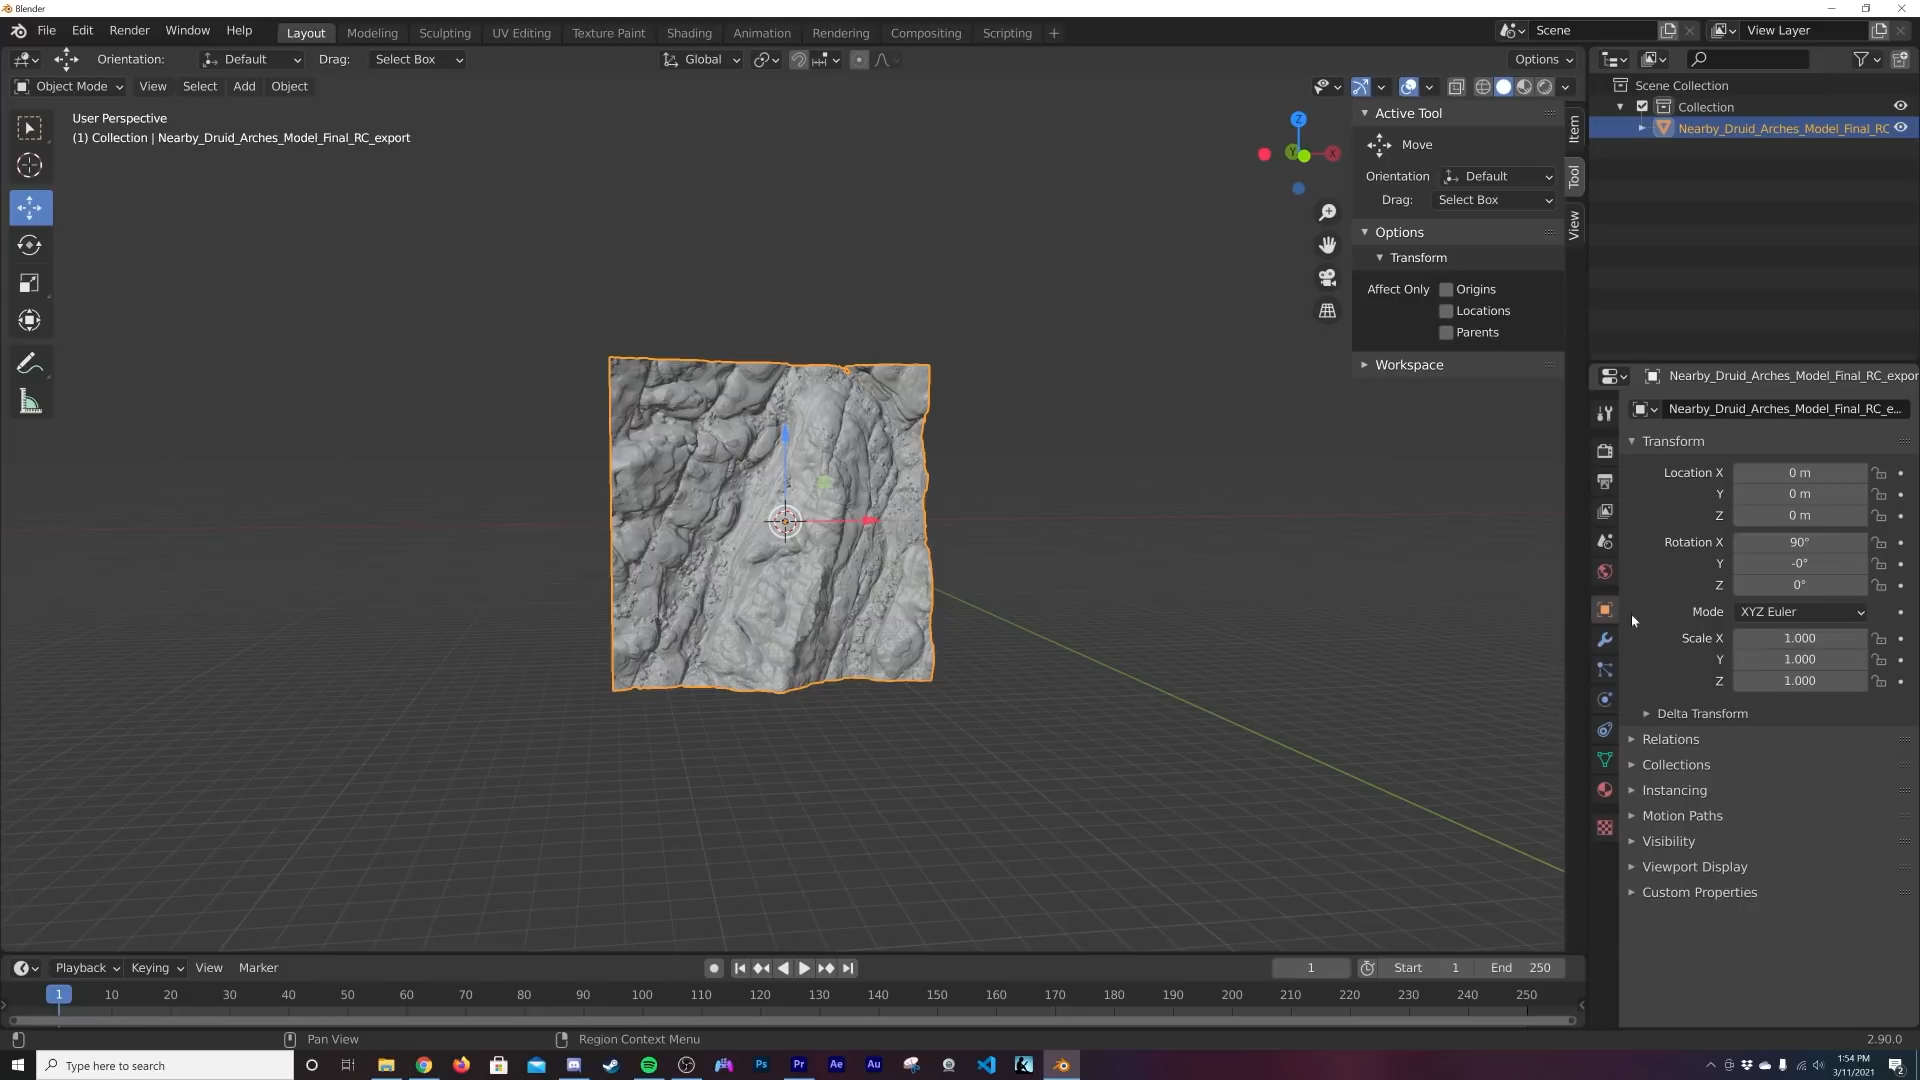 Blender
File Edit Render Window Help
Layout Modeling Sculpting UV Editing Texture Paint Shading Animation Rendering Compositing Scripting +
Scene
View Layer
Orientation: Default Drag: Select Box
Global
Options
Object Mode View Select Add Object
User Perspective
(1) Collection | Nearby_Druid_Arches_Model_Final_RC_export
Z
Y
X
Active Tool
Move
Orientation Default
Drag: Select Box
Options
Transform
Affect Only Origins
Locations
Parents
Workspace
Item
Tool
View
Scene Collection
Collection
Nearby_Druid_Arches_Model_Final_RC
Nearby_Druid_Arches_Model_Final_RC_expor
Nearby_Druid_Arches_Model_Final_RC_e...
Transform
Location X 0 m
Y 0 m
Z 0 m
Rotation X 90°
Y -0°
Z 0°
Mode XYZ Euler
Scale X 1.000
Y 1.000
Z 1.000
Delta Transform
Relations
Collections
Instancing
Motion Paths
Visibility
Viewport Display
Custom Properties
Playback Keying View Marker
1 Start 1 End 250
1 10 20 30 40 50 60 70 80 90 100 110 120 130 140 150 160 170 180 190 200 210 220 230 240 250
Pan View
Region Context Menu
2.90.0
Type here to search
Ps Pr Ae Au
1:54 PM
3/11/2021
2